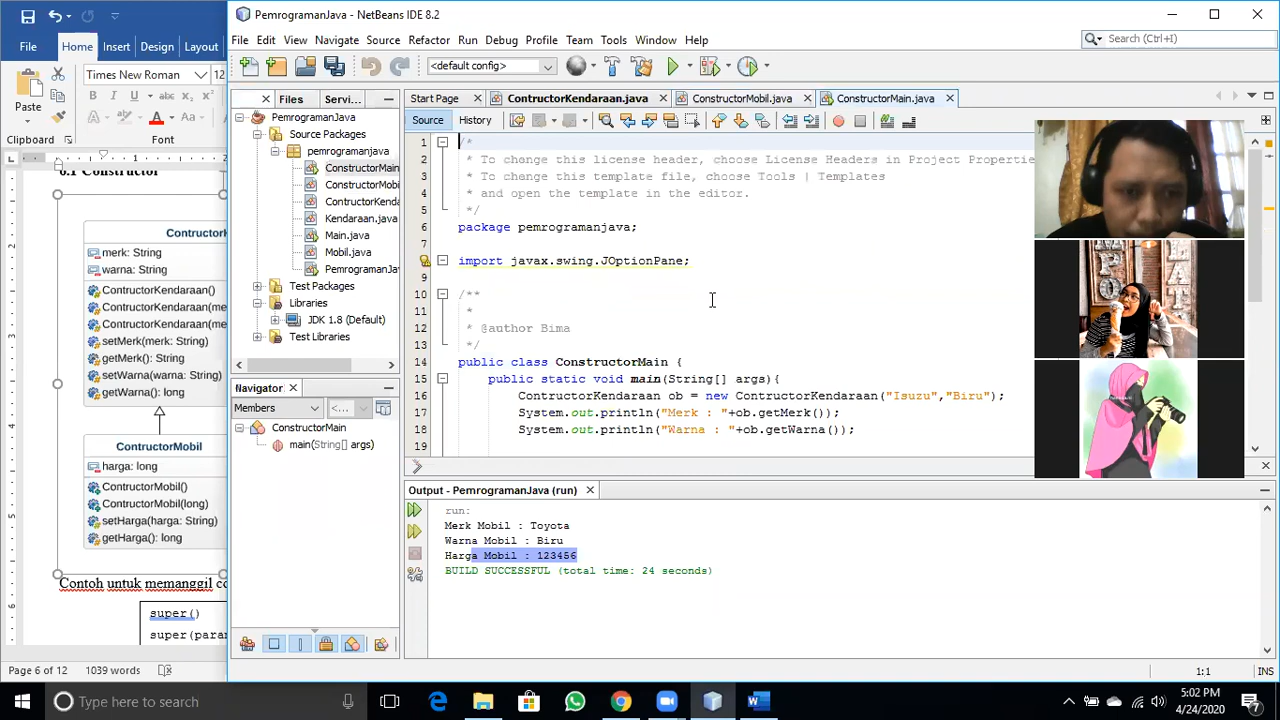 File Home Insert Design Layout
Times New Roman 12
Paste
B I U abc
Clipboard Font
6.1 Constructor
merk: String
warna: String
ContructorKendaraan()
setMerk(merk: String)
getMerk(): String
setWarna(warna: String)
getWarna(): long
ContructorMobil
harga: long
ContructorMobil()
ContructorMobil(long)
setHarga(harga: String)
getHarga(): long
Contoh untuk memanggil
super()
Page 6 of 12 1039 words
PemrogramanJava - NetBeans IDE 8.2
File Edit View Navigate Source Refactor Run Debug Profile Team Tools Window Help
Search (Ctrl+I)
<default config>
Files Servi...
PemrogramanJava
Source Packages
pemrogramanjava
ConstructorMain
ConstructorMobi
ContructorKenda
Kendaraan.java
Main.java
Mobil.java
PemrogramanJa
Test Packages
Libraries
JDK 1.8 (Default)
Test Libraries
Navigator
Members <...
ConstructorMain
main(String[] args)
Start Page ContructorKendaraan.java ConstructorMobil.java ConstructorMain.java
Source History
1 /*
2 * To change this license header, choose License Headers in Project Propertie
3 * To change this template file, choose Tools | Templates
4 * and open the template in the editor.
5 */
6 package pemrogramanjava;
7
import javax.swing.JOptionPane;
9
10 /**
11 *
12 * @author Bima
13 */
14 public class ConstructorMain {
15 public static void main(String[] args){
16 ContructorKendaraan ob = new ContructorKendaraan("Isuzu","Biru");
17 System.out.println("Merk : "+ob.getMerk());
18 System.out.println("Warna : "+ob.getWarna());
19
Output - PemrogramanJava (run)
run:
Merk Mobil : Toyota
Warna Mobil : Biru
Harga Mobil : 123456
BUILD SUCCESSFUL (total time: 24 seconds)
1:1 INS
Type here to search
5:02 PM
4/24/2020
7